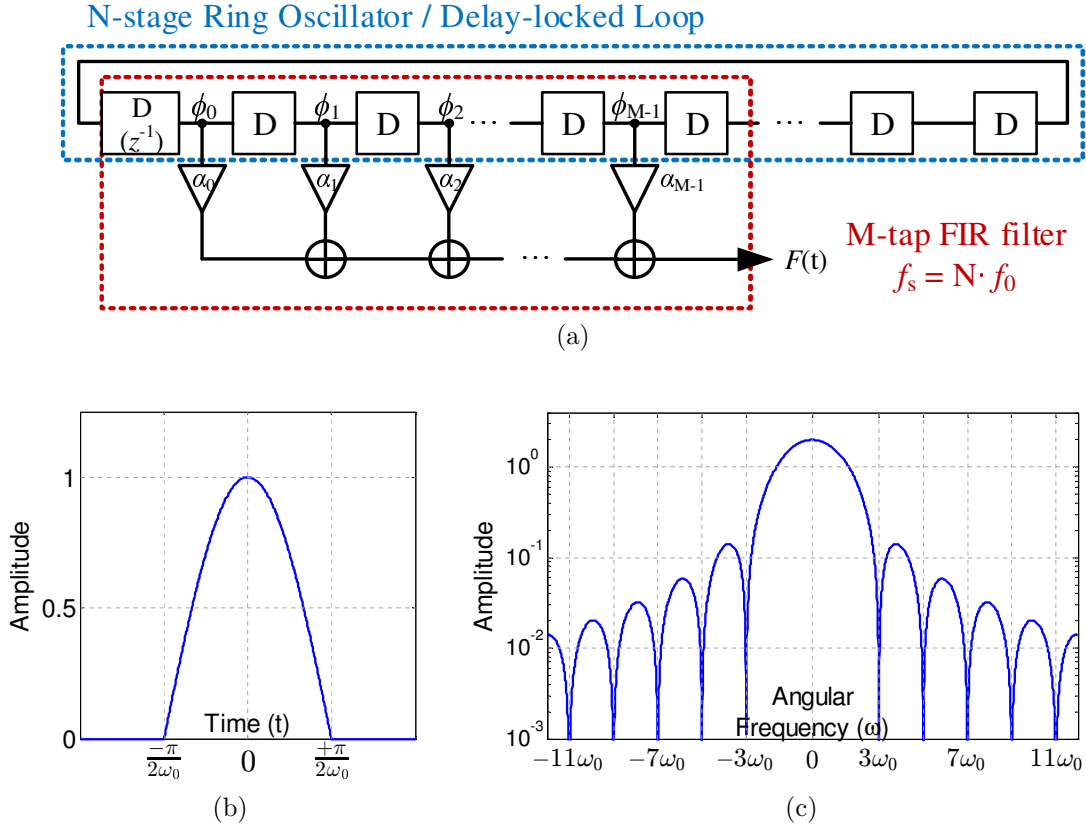 N-stage Ring Oscillator / Delay-locked Loop
D (z⁻¹) ϕ₀ D ϕ₁ D ϕ₂ ··· D ϕM-1 D ··· D D
α₀ α₁ α₂ αM-1
··· F(t)
M-tap FIR filter
fs = N· f₀
(a)
1
0.5
0
Amplitude
Time (t)
−π/2ω₀ 0 +π/2ω₀
(b)
10⁰
10⁻¹
10⁻²
10⁻³
Amplitude
Angular
Frequency (ω)
−11ω₀ −7ω₀ −3ω₀ 0 3ω₀ 7ω₀ 11ω₀
(c)